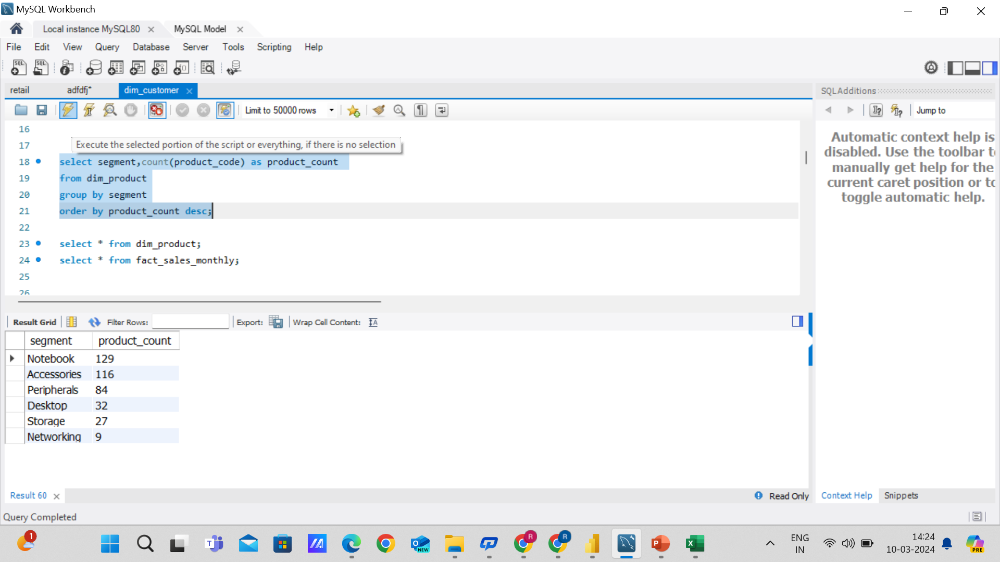 MySQL Workbench
Local instance MySQL80
MySQL Model
File Edit View Query Database Server Tools Scripting Help
retail
adfdfj*
dim_customer
SQLAdditions
Limit to 50000 rows
Jump to
16
17
Execute the selected portion of the script or everything, if there is no selection
18 select segment,count(product_code) as product_count
19 from dim_product
20 group by segment
21 order by product_count desc;
22
23 select * from dim_product;
24 select * from fact_sales_monthly;
25
26
Automatic context help is
disabled. Use the toolbar t
manually get help for the
current caret position or to
toggle automatic help.
Result Grid Filter Rows: Export: Wrap Cell Content:
segment product_count
Notebook 129
Accessories 116
Peripherals 84
Desktop 32
Storage 27
Networking 9
Result 60
Read Only
Context Help
Snippets
Query Completed
1
NEW
R
R
PRE
ENG
IN
14:24
10-03-2024